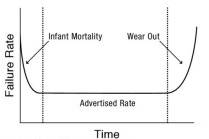 Failure Rate
Infant Mortality
Wear Out
Advertised Rate
Time